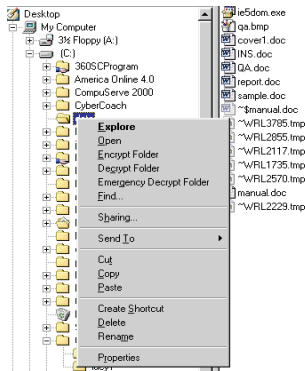 Desktop
My Computer
3½ Floppy (A:)
(C:)
360SCProgram
America Online 4.0
CompuServe 2000
CyberCoach
Explore
Open
Encrypt Folder
Decrypt Folder
Emergency Decrypt Folder
Find...
Sharing...
Send To
Cut
Copy
Paste
Create Shortcut
Delete
Rename
Properties
ie5dom.exe
qa.bmp
cover1.doc
INS.doc
QA.doc
report.doc
sample.doc
~$manual.doc
~WRL3785.tmp
~WRL2855.tmp
~WRL2117.tmp
~WRL1735.tmp
~WRL2570.tmp
manual.doc
~WRL2229.tmp